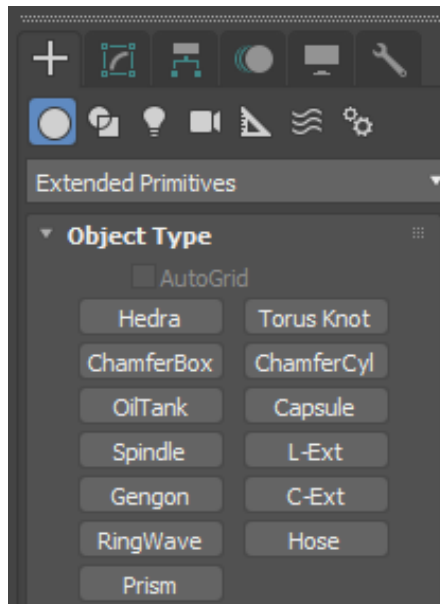 Extended Primitives
Object Type
AutoGrid
Hedra Torus Knot
ChamferBox ChamferCyl
OilTank Capsule
Spindle L-Ext
Gengon C-Ext
RingWave Hose
Prism